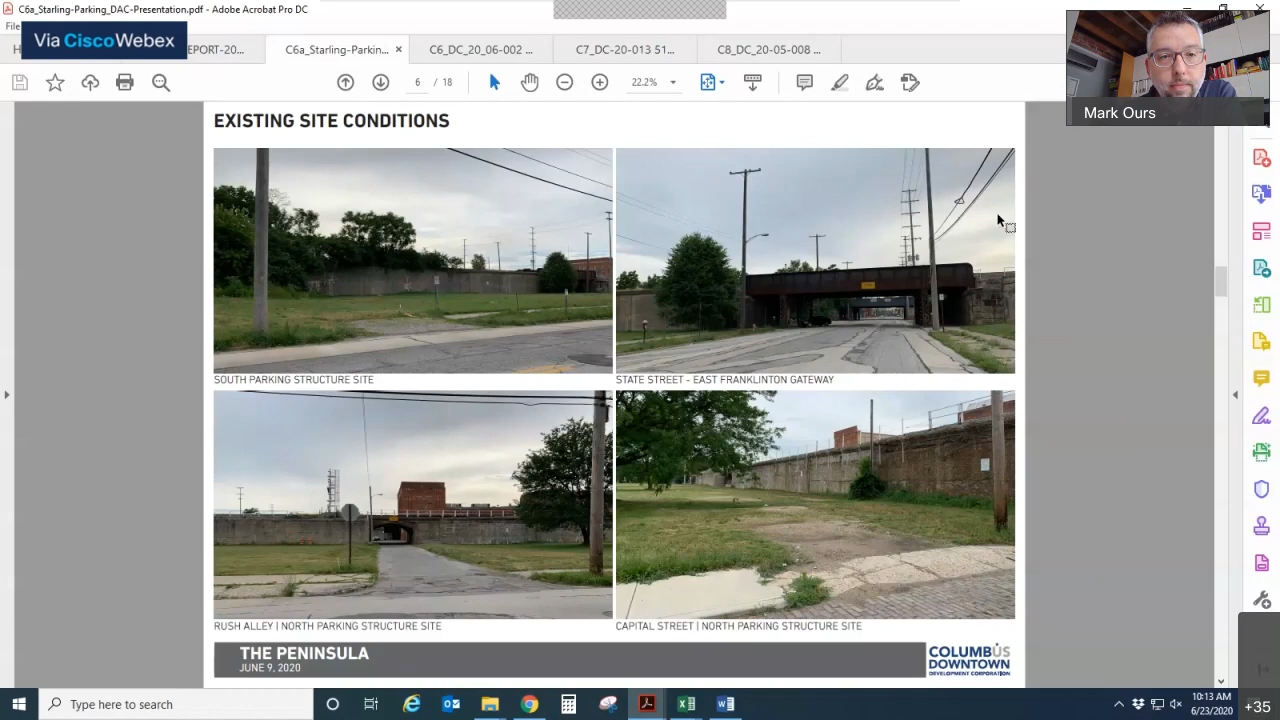 C6a_Starling-Parking_DAC-Presentation.pdf - Adobe Acrobat Pro DC
File
Via Cisco Webex
H
EPORT-20...
C6a_Starling-Parkin... ×
C6_DC_20_06-002 ...
C7_DC-20-013 51...
C8_DC_20-05-008 ...
6 / 18
22.2%
Mark Ours
EXISTING SITE CONDITIONS
SOUTH PARKING STRUCTURE SITE
STATE STREET - EAST FRANKLINTON GATEWAY
RUSH ALLEY | NORTH PARKING STRUCTURE SITE
CAPITAL STREET | NORTH PARKING STRUCTURE SITE
THE PENINSULA
JUNE 9, 2020
COLUMBUS
DOWNTOWN
DEVELOPMENT CORPORATION
Type here to search
10:13 AM
6/23/2020
+35